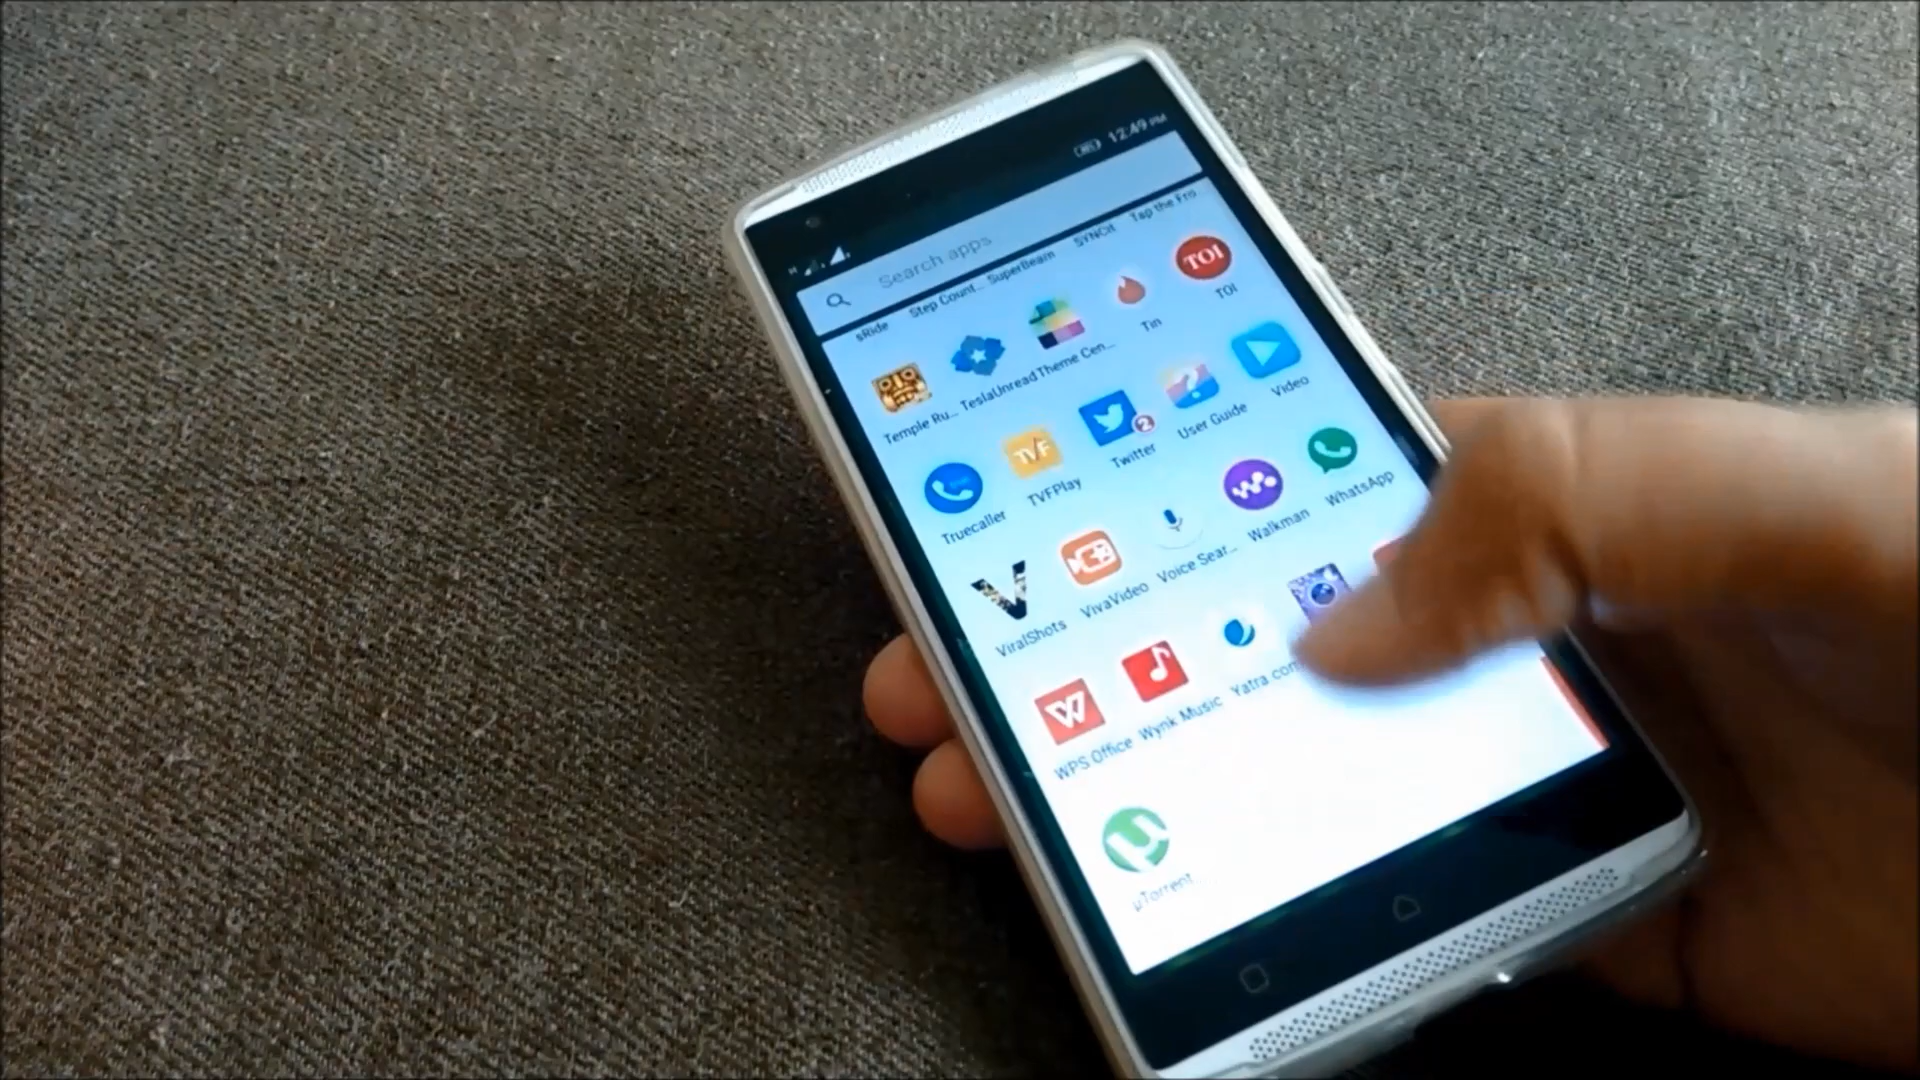 12:49 PM
Search apps
sRide Step Count... SuperBeam SYNCit Tap the Fro
TOI
Temple Ru... TeslaUnread Theme Cen... Tin TOI
TVF 2
Truecaller TVFPlay Twitter User Guide Video
ViralShots VivaVideo Voice Sear... Walkman WhatsApp
WPS Office Wynk Music Yatra com
µTorrent...